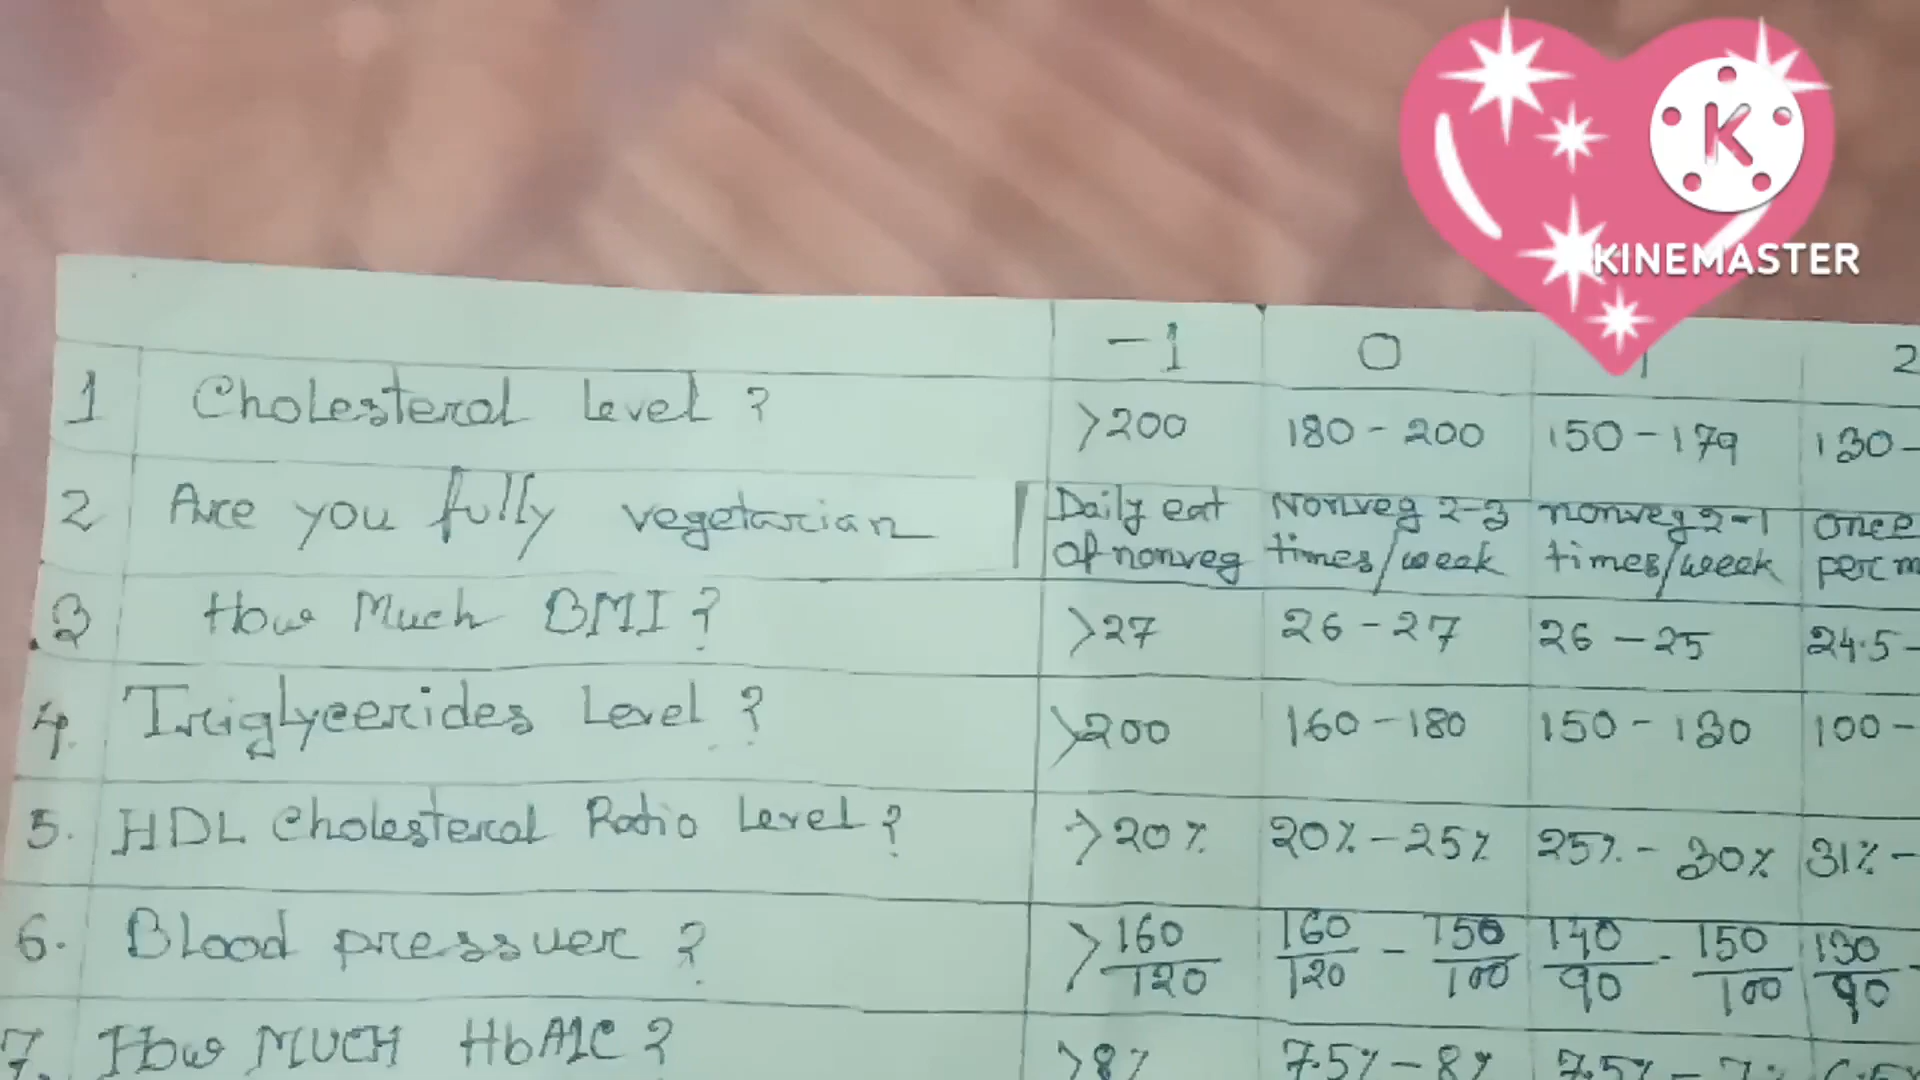 K
KINEMASTER
-1 0 1 2
1 Cholesterol Level ? >200 180-200 150-179 130-
2 Are you fully vegetarian Daily eat Nonveg 2-3 nonveg 2-1 once
of nonveg times/week times/week per m
3 How Much BMI ? >27 26-27 26-25 24.5-
4. Triglycerides Level ? >200 160-180 150-130 100-
5. HDL Cholesterol Ratio Level ? >20% 20%-25% 25%-30% 31%-
6. Blood pressuer ? >160/120 160/120 - 150/100 140/90 - 150/100 130/90 -
7. How MUCH HbA1C ? >8% 7.5%-8% 7.5%-